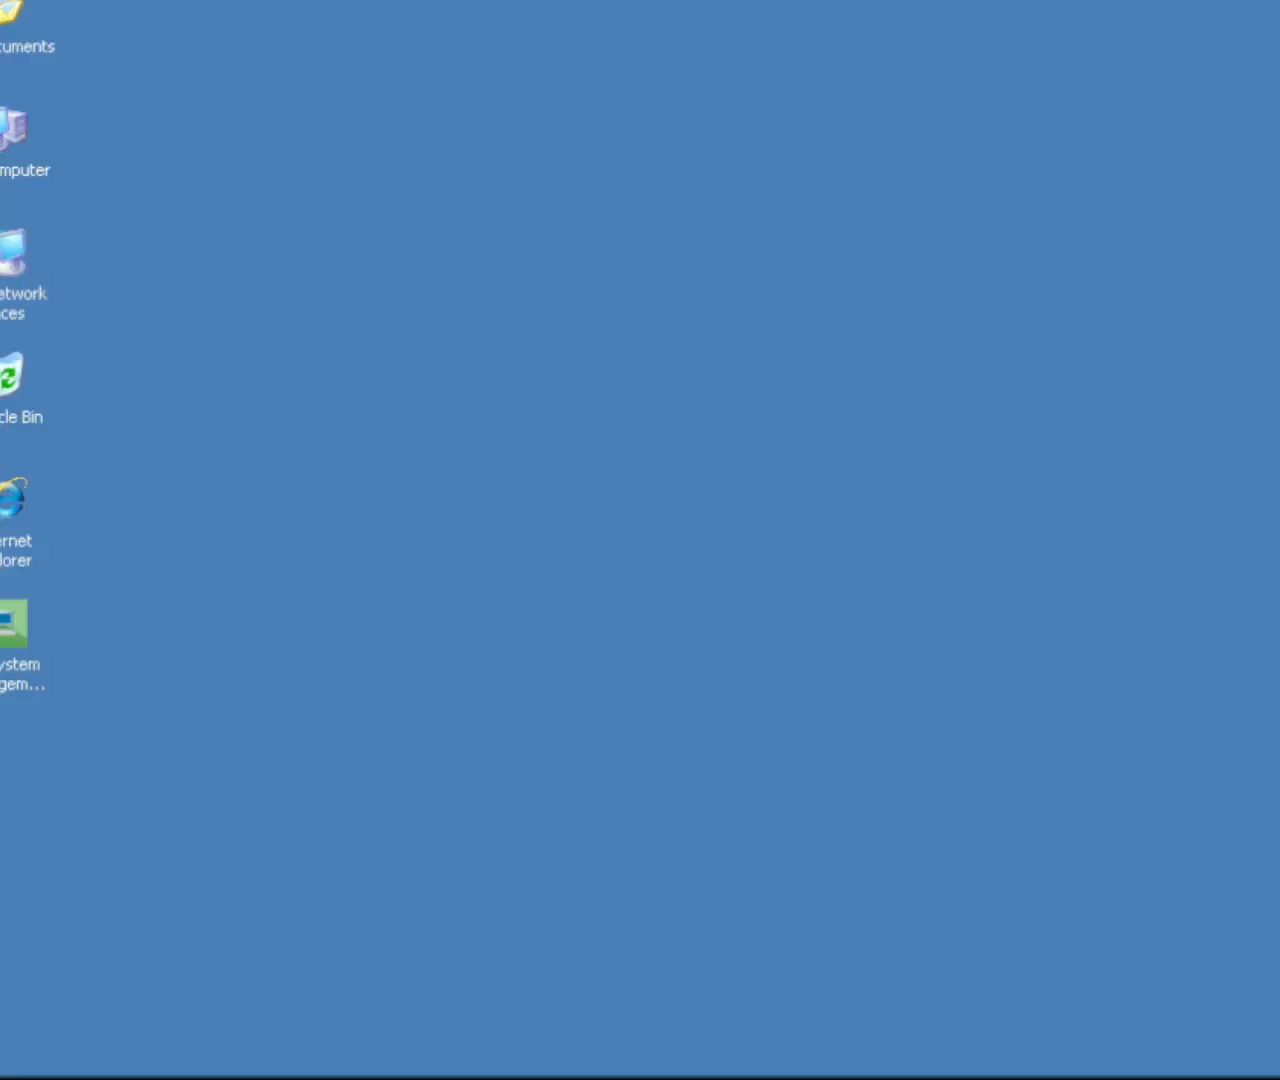 cuments
mputer
etwork
ces
cle Bin
ernet
lorer
ystem
gem...